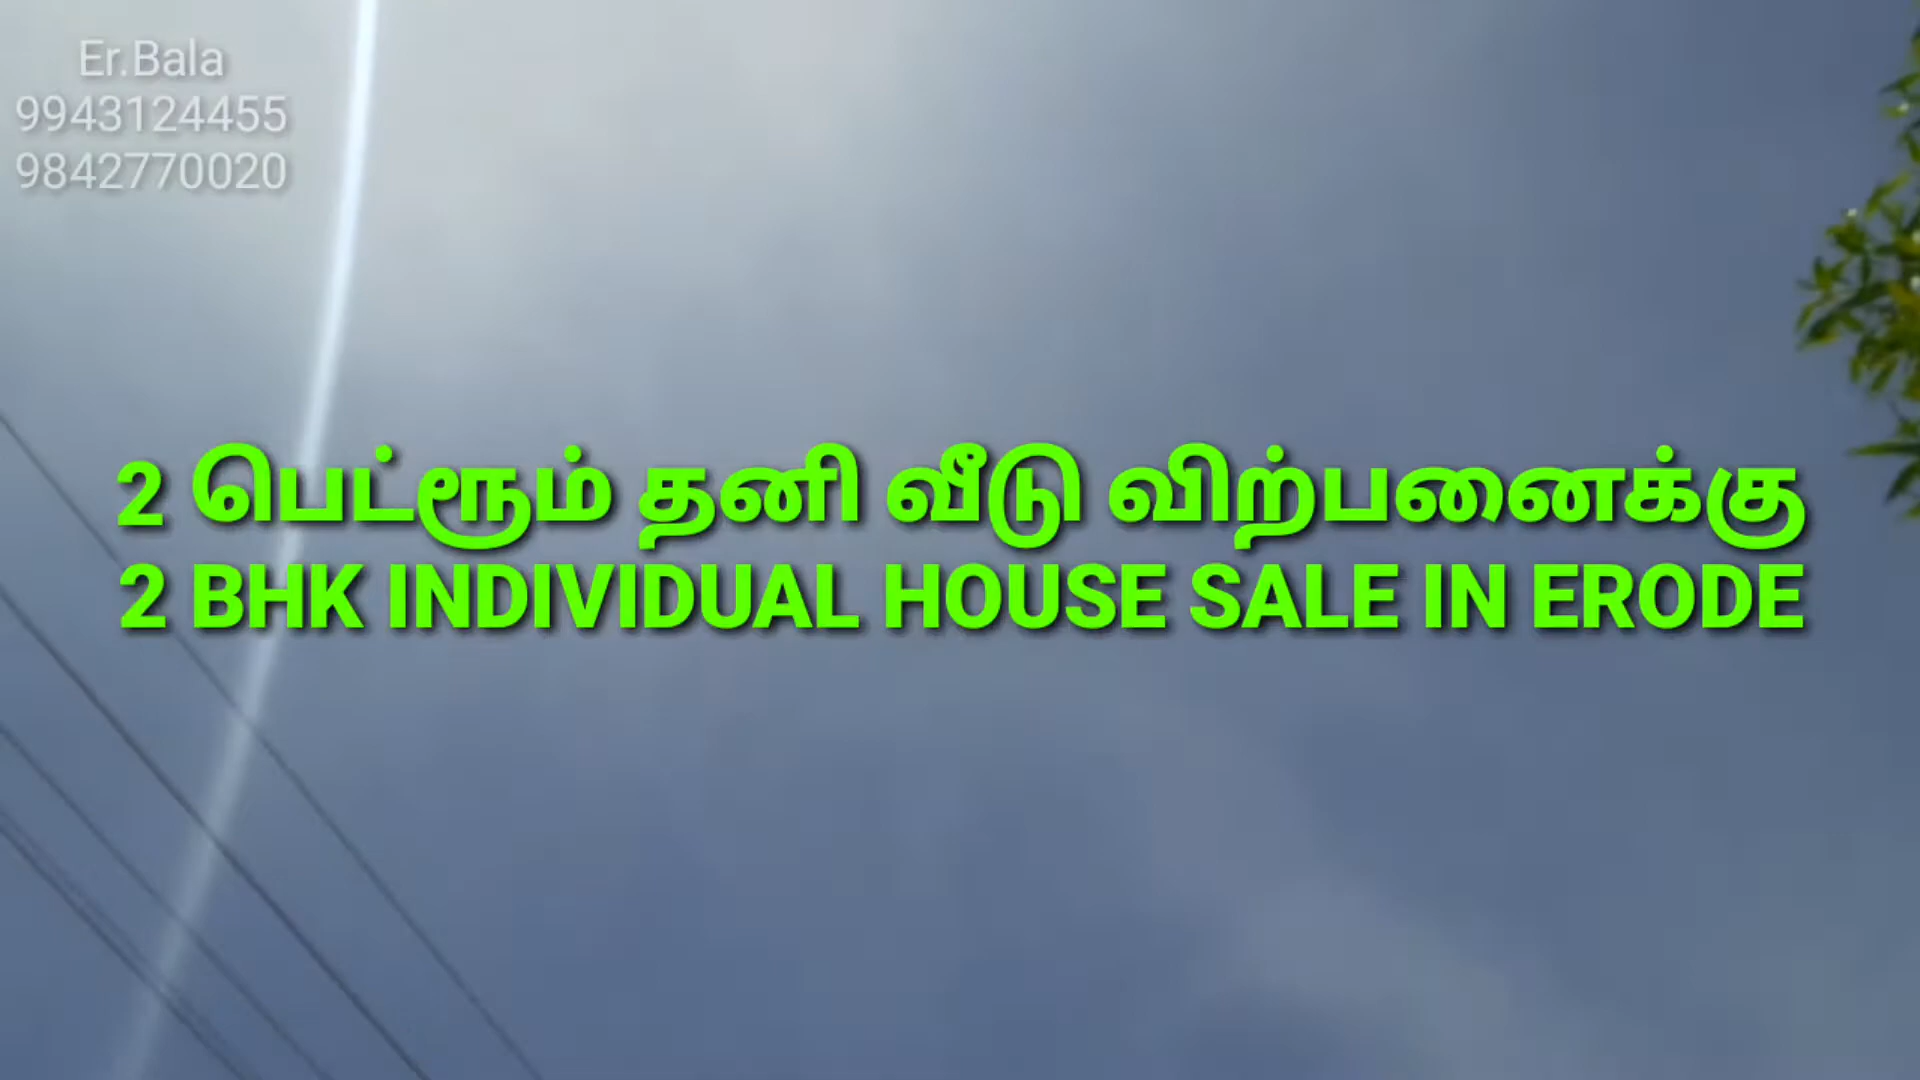 Er.Bala
9943124455
9842770020
2 பெட்ரூம் தனி வீடு விற்பனைக்கு
2 BHK INDIVIDUAL HOUSE SALE IN ERODE